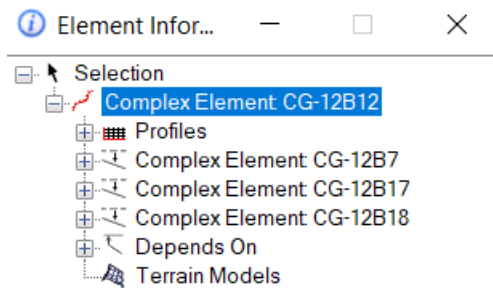 Element Infor...
Selection
Complex Element: CG-12B12
Profiles
Complex Element: CG-12B7
Complex Element: CG-12B17
Complex Element: CG-12B18
Depends On
Terrain Models